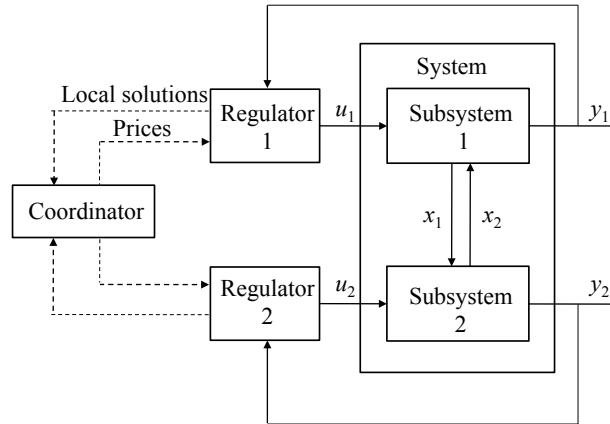 System
Local solutions
Prices
Regulator
1
u1
Subsystem
1
y1
Coordinator
x1
x2
Regulator
2
u2
Subsystem
2
y2